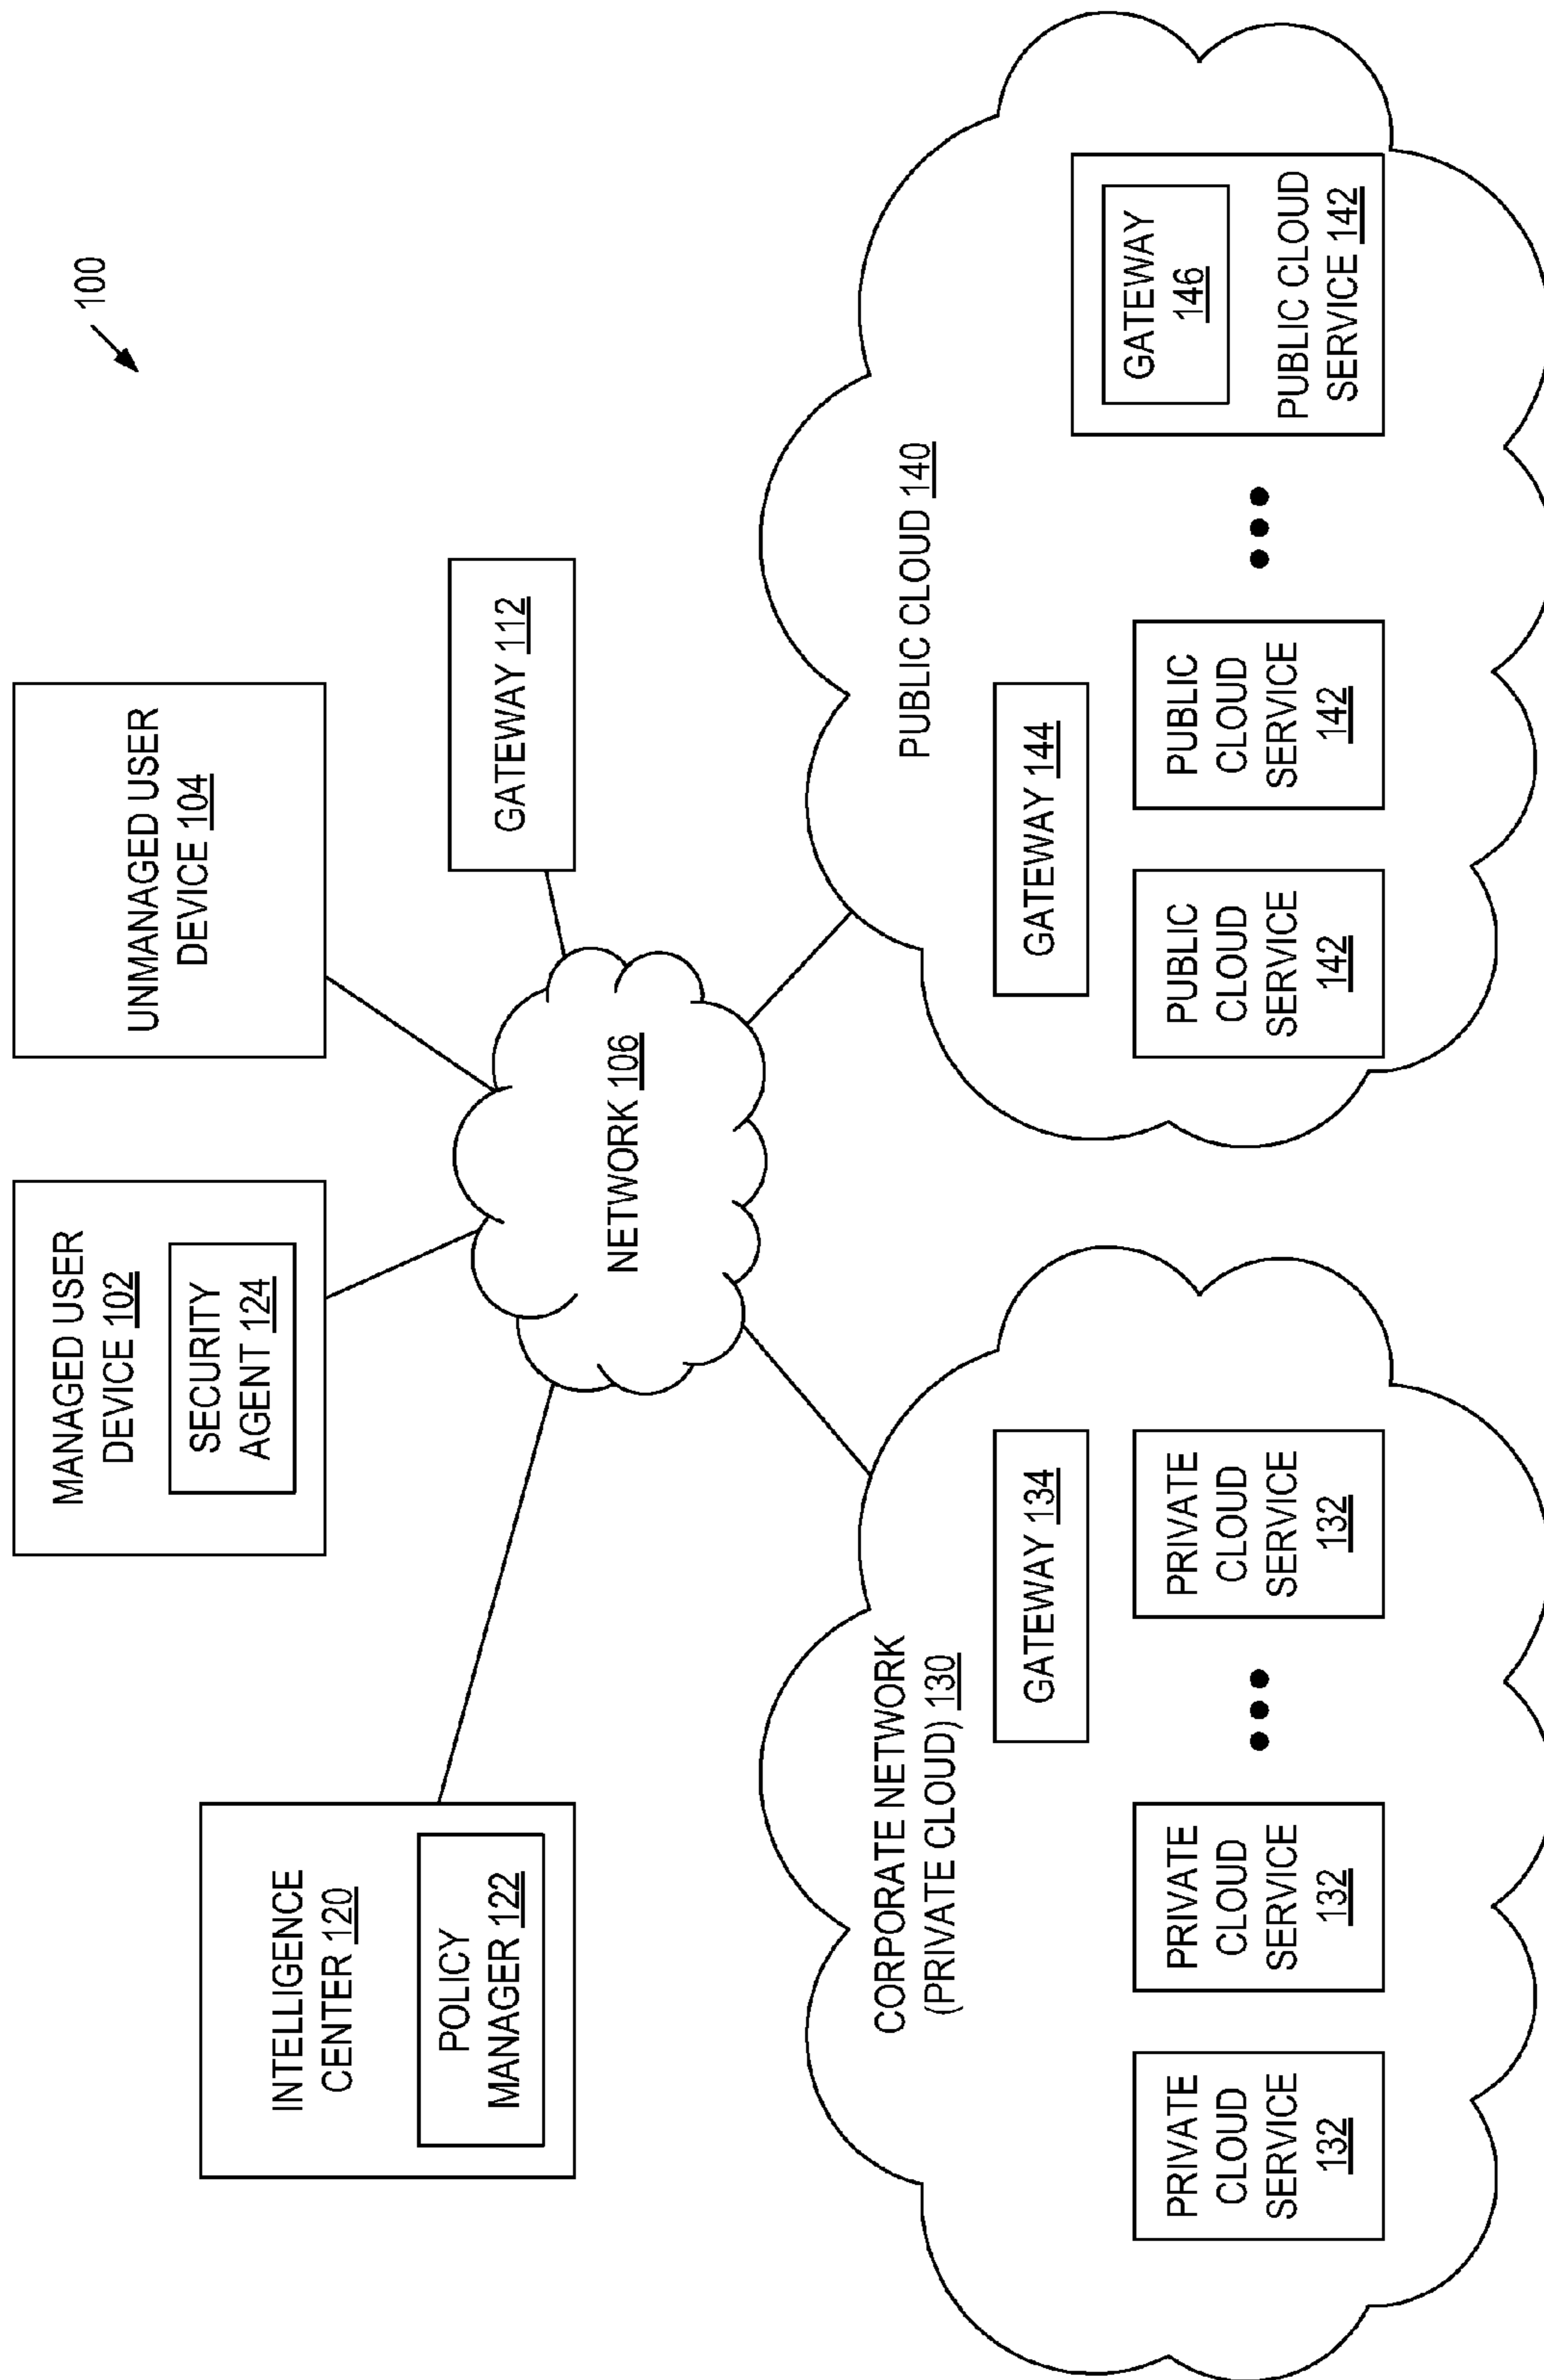 100
MANAGED USER
DEVICE 102
SECURITY
AGENT 124
UNMANAGED USER
DEVICE 104
INTELLIGENCE
CENTER 120
POLICY
MANAGER 122
GATEWAY 112
NETWORK 106
CORPORATE NETWORK
(PRIVATE CLOUD) 130
GATEWAY 134
PRIVATE
CLOUD
SERVICE
132
PRIVATE
CLOUD
SERVICE
132
PRIVATE
CLOUD
SERVICE
132
PUBLIC CLOUD 140
GATEWAY 144
PUBLIC
CLOUD
SERVICE
142
PUBLIC
CLOUD
SERVICE
142
GATEWAY
146
PUBLIC CLOUD
SERVICE 142